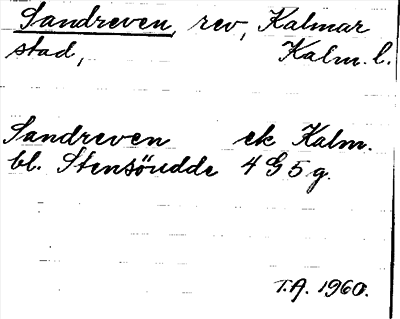 Sandreven, rev, Kalmar
stad, Kalm. l.
Sandreven ek Kalm.
bl. Stensöudde 4 G 5 g.
T.A. 1960.